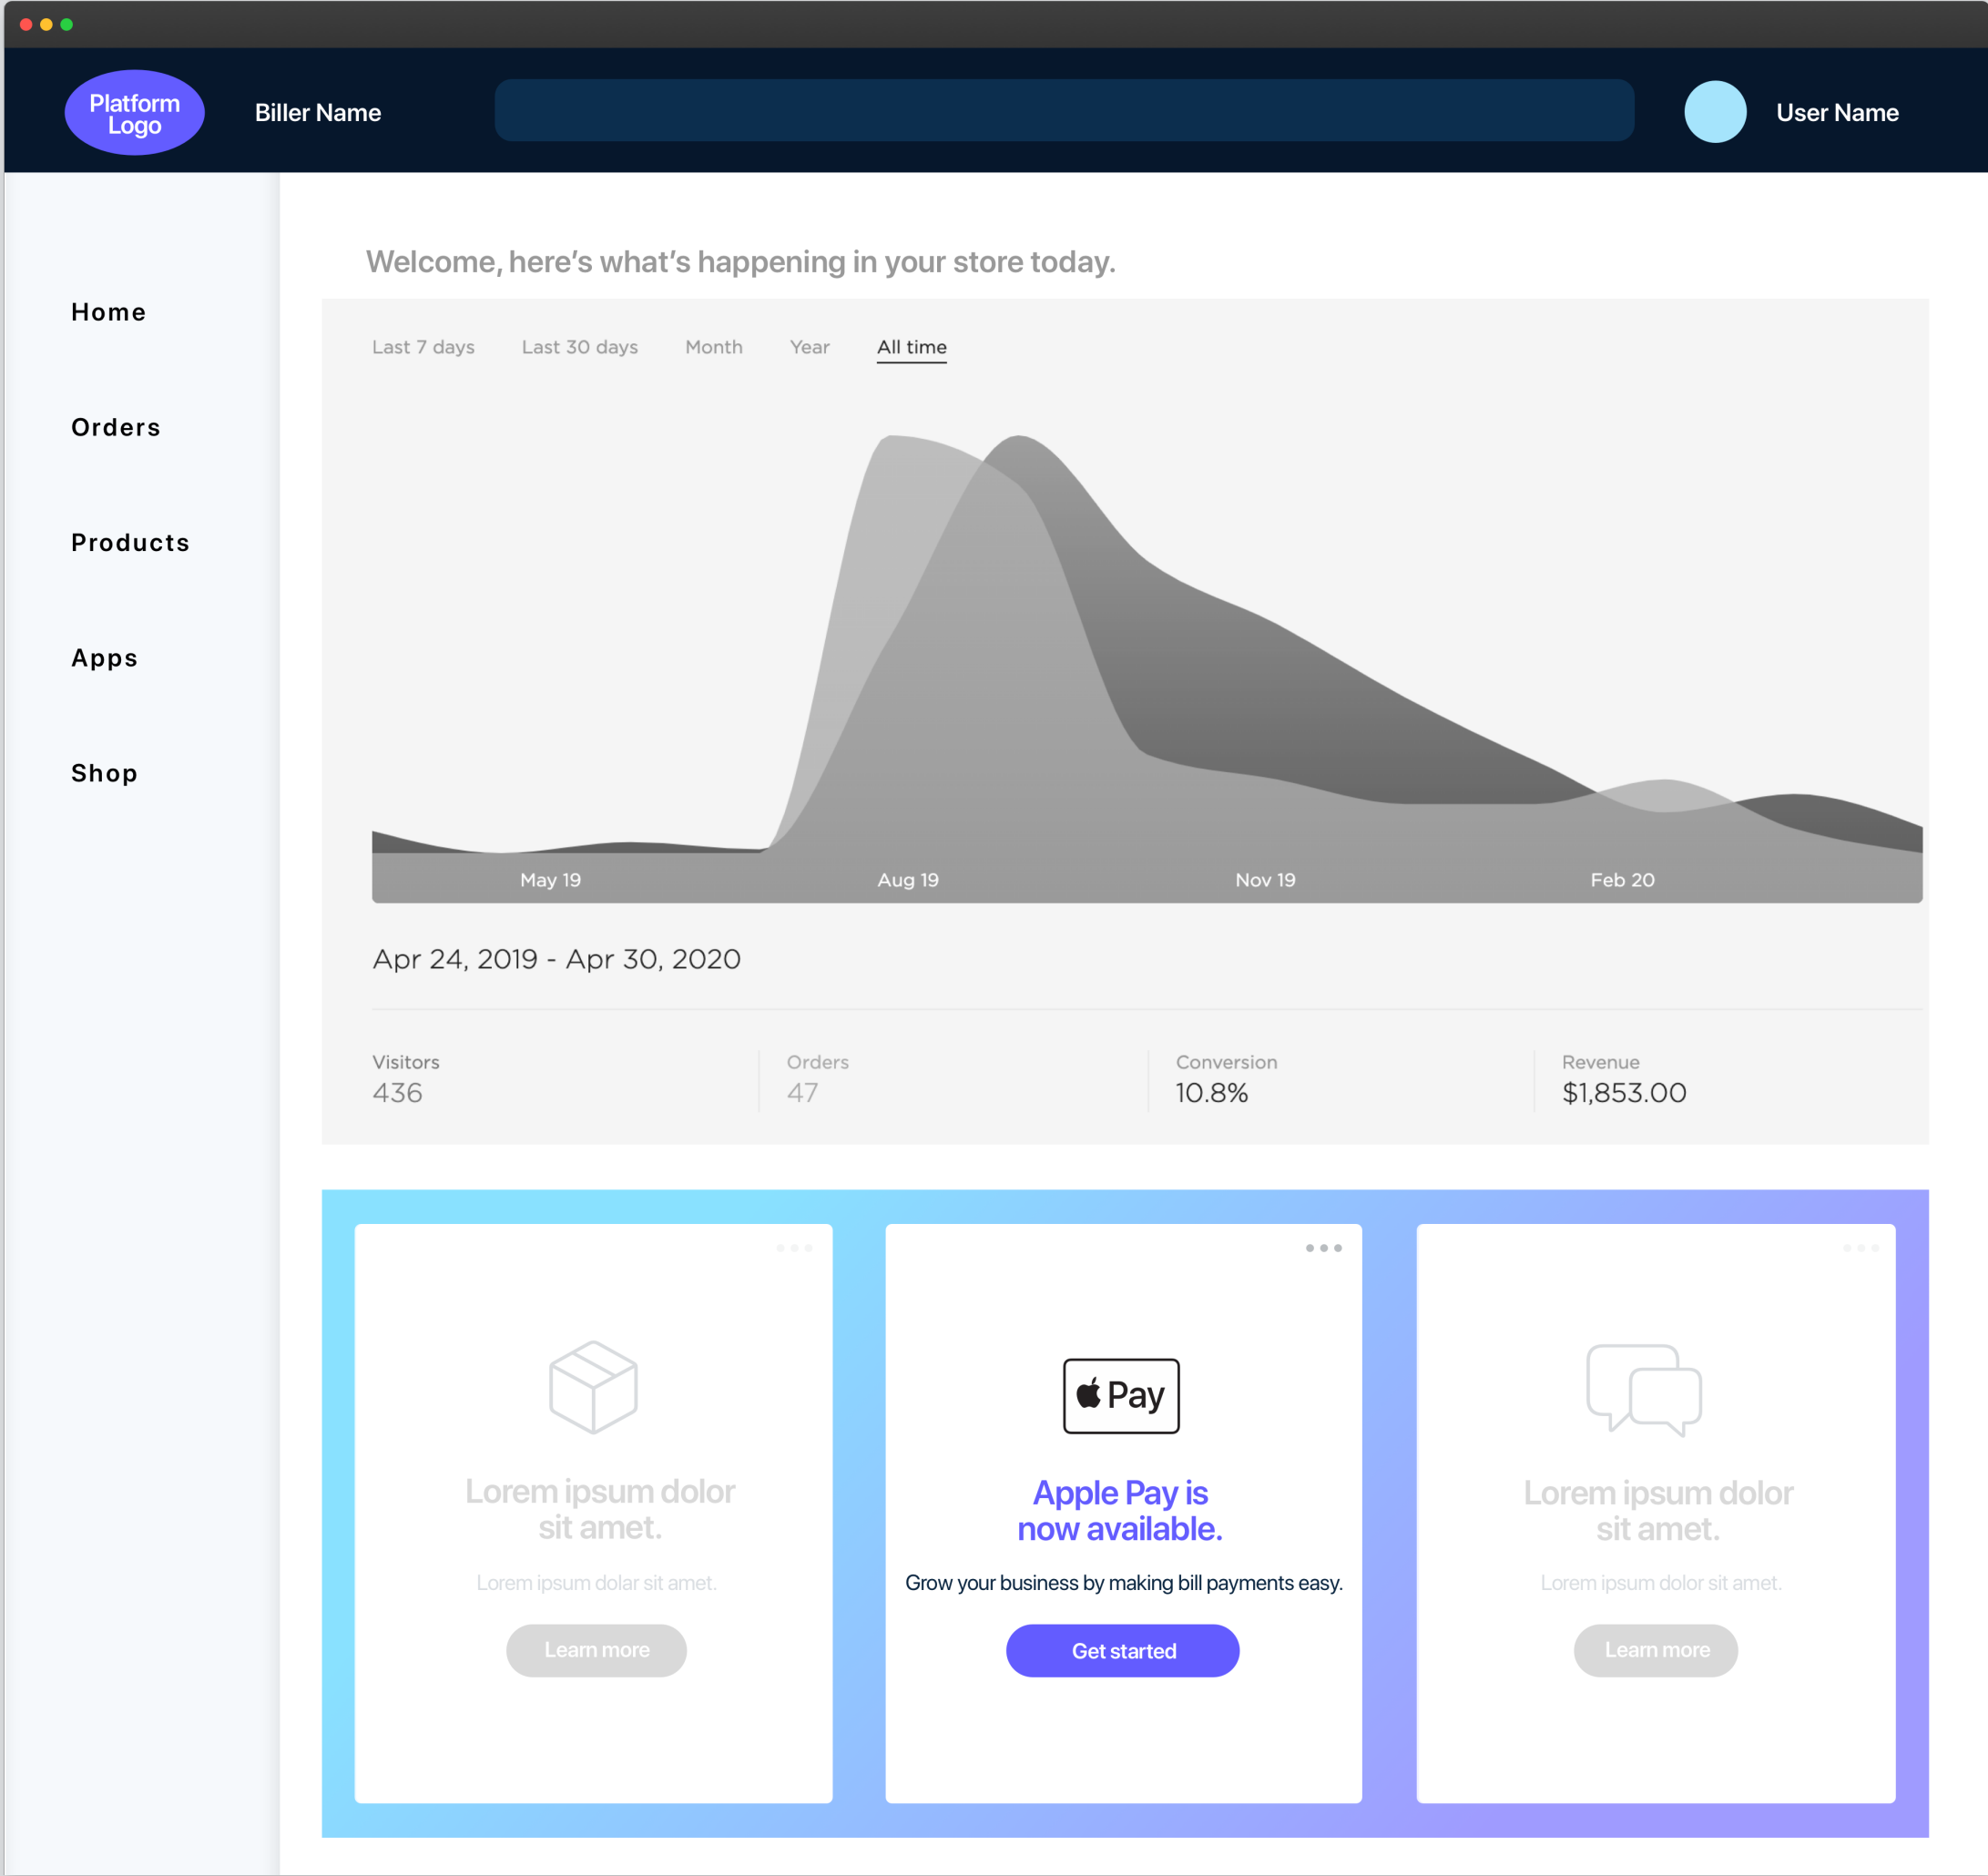 Platform
Logo
Biller Name
User Name
Home
Orders
Products
Apps
Shop
Welcome, here’s what’s happening in your store today.
Last 7 days
Last 30 days
Month
Year
All time
May 19
Aug 19
Nov 19
Feb 20
Apr 24, 2019 - Apr 30, 2020
Visitors
436
Orders
47
Conversion
10.8%
Revenue
$1,853.00
Lorem ipsum dolor
sit amet.
Lorem ipsum dolar sit amet.
Learn more
Pay
Apple Pay is
now available.
Grow your business by making bill payments easy.
Get started
Lorem ipsum dolor
sit amet.
Lorem ipsum dolor sit amet.
Learn more